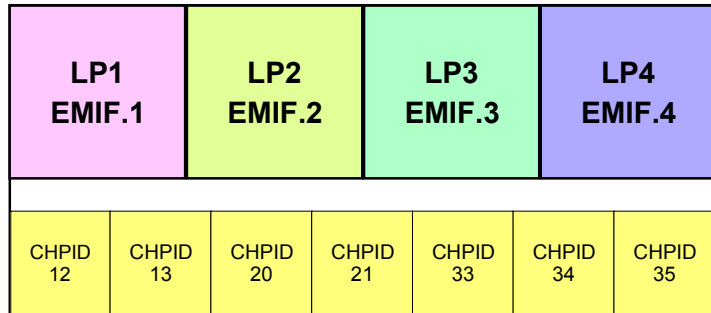 LP1
EMIF.1
LP2
EMIF.2
LP3
EMIF.3
LP4
EMIF.4
CHPID
12
CHPID
13
CHPID
20
CHPID
21
CHPID
33
CHPID
34
CHPID
35